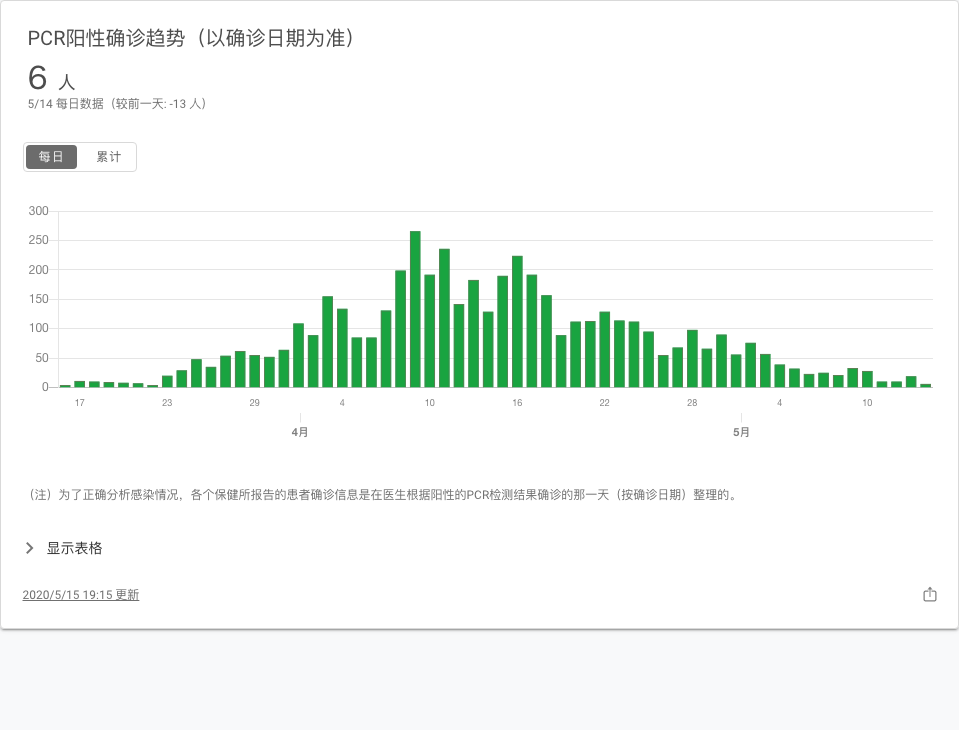 PCR阳性确诊趋势（以确诊日期为准）
6 人
5/14 每日数据（较前一天: -13 人）
每日 累计
300
250
200
150
100
50
0
17 23 29 4 10 16 22 28 4 10
4月 5月
（注）为了正确分析感染情况，各个保健所报告的患者确诊信息是在医生根据阳性的PCR检测结果确诊的那一天（按确诊日期）整理的。
显示表格
2020/5/15 19:15 更新